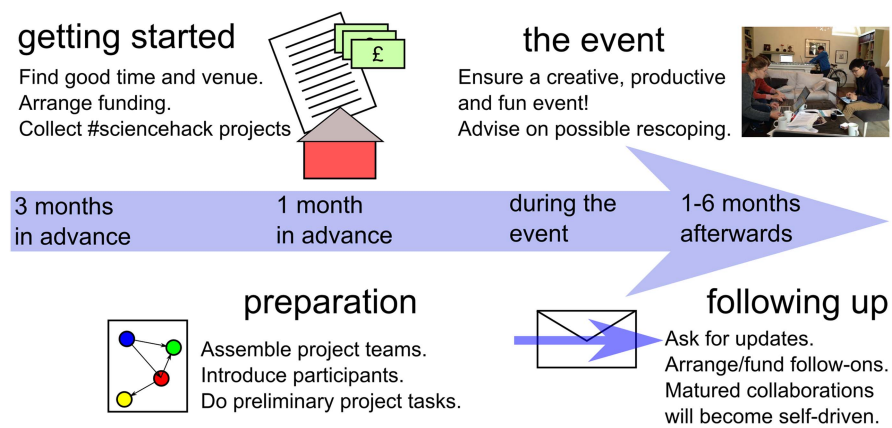 getting started
Find good time and venue.
Arrange funding.
Collect #sciencehack projects
£
the event
Ensure a creative, productive
and fun event!
Advise on possible rescoping.
3 months
in advance
1 month
in advance
during the
event
1-6 months
afterwards
preparation
Assemble project teams.
Introduce participants.
Do preliminary project tasks.
following up
Ask for updates.
Arrange/fund follow-ons.
Matured collaborations
will become self-driven.